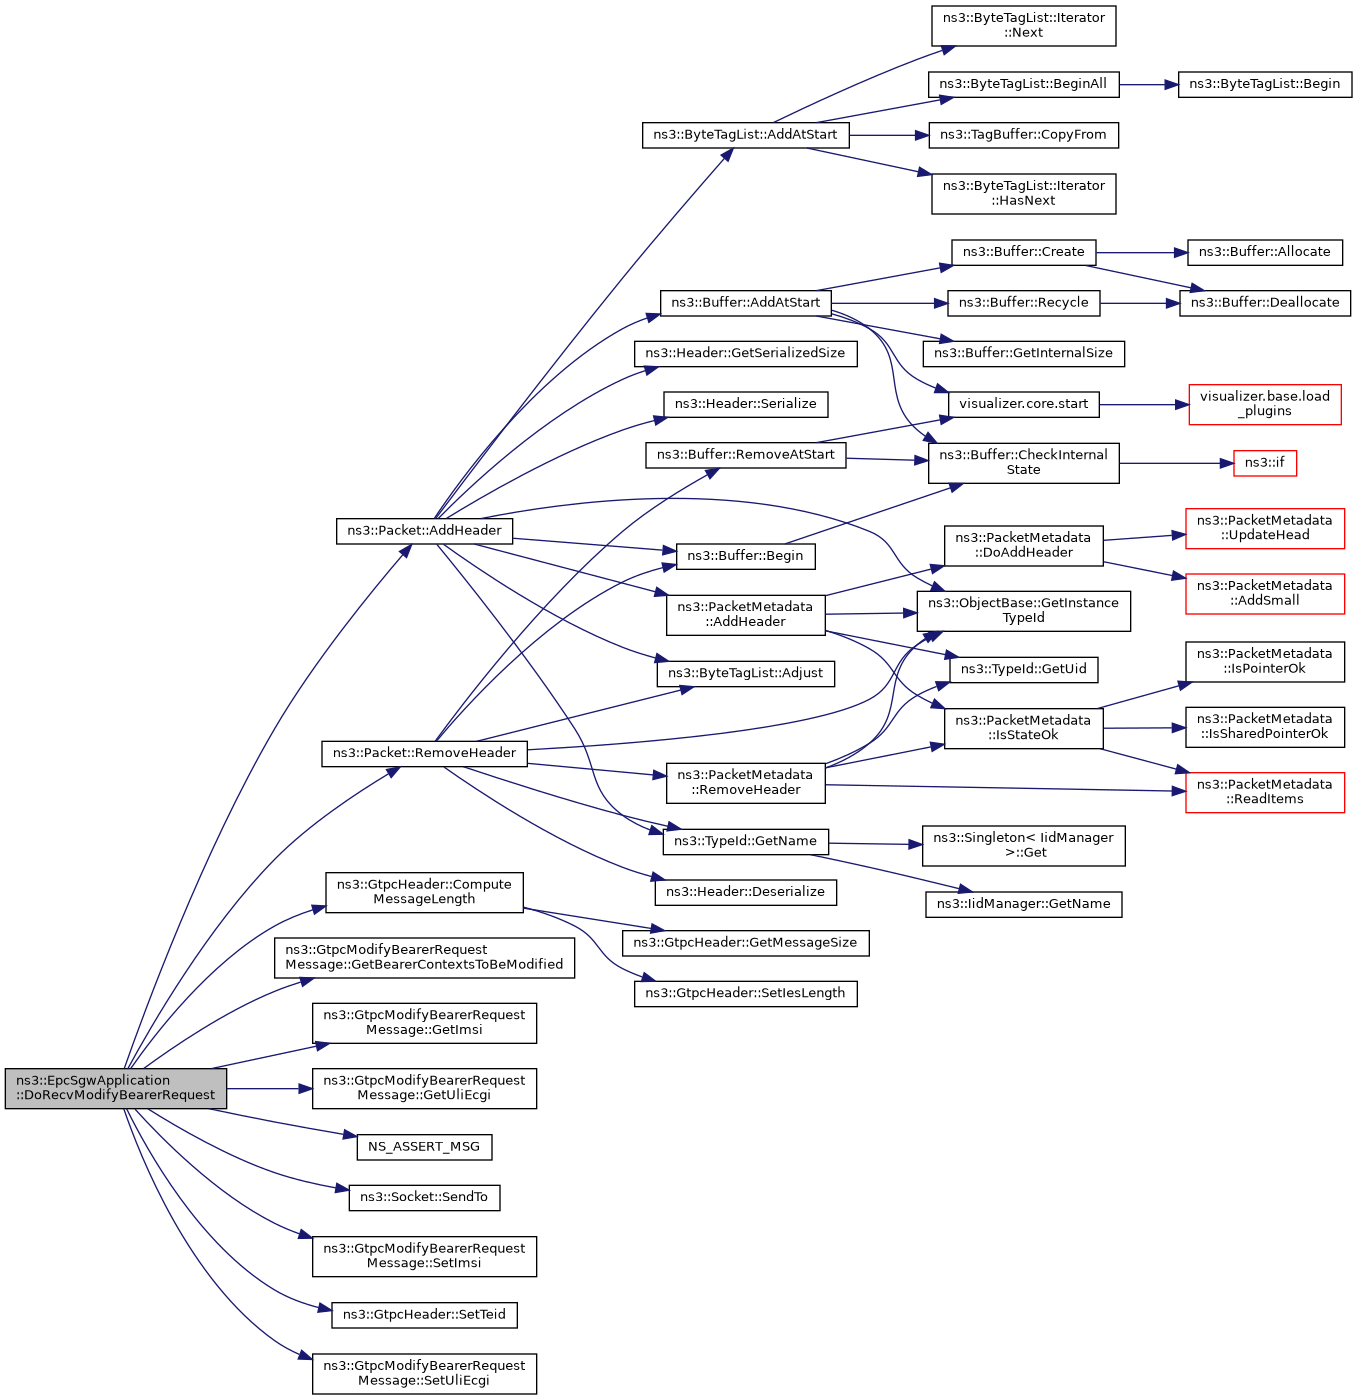 ns3::ByteTagList::Iterator
::Next
ns3::ByteTagList::BeginAll
ns3::ByteTagList::Begin
ns3::ByteTagList::AddAtStart
ns3::TagBuffer::CopyFrom
ns3::ByteTagList::Iterator
::HasNext
ns3::Buffer::Create
ns3::Buffer::Allocate
ns3::Buffer::AddAtStart
ns3::Buffer::Recycle
ns3::Buffer::Deallocate
ns3::Header::GetSerializedSize
ns3::Buffer::GetInternalSize
ns3::Header::Serialize
visualizer.core.start
visualizer.base.load
_plugins
ns3::Buffer::RemoveAtStart
ns3::Buffer::CheckInternal
State
ns3::if
ns3::Packet::AddHeader
ns3::Buffer::Begin
ns3::PacketMetadata
::DoAddHeader
ns3::PacketMetadata
::UpdateHead
ns3::PacketMetadata
::AddSmall
ns3::PacketMetadata
::AddHeader
ns3::ObjectBase::GetInstance
TypeId
ns3::ByteTagList::Adjust
ns3::TypeId::GetUid
ns3::PacketMetadata
::IsPointerOk
ns3::Packet::RemoveHeader
ns3::PacketMetadata
::IsStateOk
ns3::PacketMetadata
::IsSharedPointerOk
ns3::PacketMetadata
::RemoveHeader
ns3::PacketMetadata
::ReadItems
ns3::TypeId::GetName
ns3::Singleton< IidManager
>::Get
ns3::GtpcHeader::Compute
MessageLength
ns3::Header::Deserialize
ns3::IidManager::GetName
ns3::GtpcHeader::GetMessageSize
ns3::GtpcModifyBearerRequest
Message::GetBearerContextsToBeModified
ns3::GtpcHeader::SetIesLength
ns3::GtpcModifyBearerRequest
Message::GetImsi
ns3::EpcSgwApplication
::DoRecvModifyBearerRequest
ns3::GtpcModifyBearerRequest
Message::GetUliEcgi
NS_ASSERT_MSG
ns3::Socket::SendTo
ns3::GtpcModifyBearerRequest
Message::SetImsi
ns3::GtpcHeader::SetTeid
ns3::GtpcModifyBearerRequest
Message::SetUliEcgi